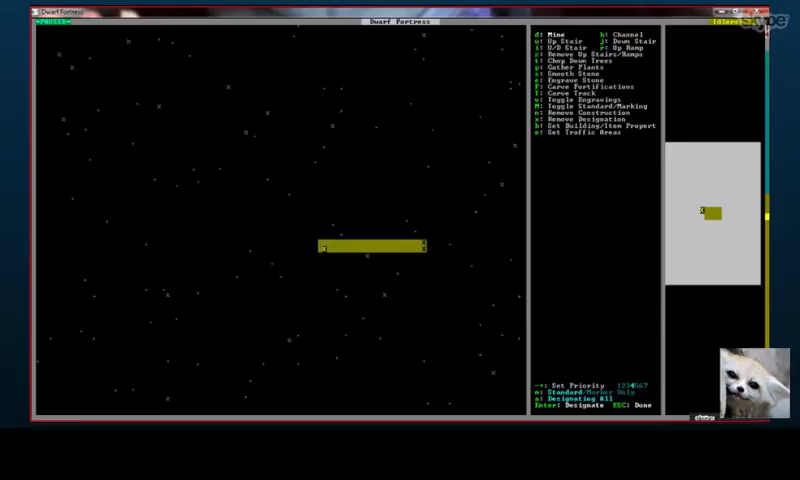 Dwarf Fortress
*PAUSED*
Dwarf Fortress
Idlers:
skype
d: Mine h: Channel
u: Up Stair j: Down Stair
i: U/D Stair r: Up Ramp
z: Remove Up Stairs/Ramps
t: Chop Down Trees
p: Gather Plants
s: Smooth Stone
e: Engrave Stone
F: Carve Fortifications
T: Carve Track
v: Toggle Engravings
M: Toggle Standard/Marking
n: Remove Construction
x: Remove Designation
b: Set Building/Item Propert
o: Set Traffic Areas
-+: Set Priority 1234567
m: Standard/Marker Only
a: Designating All
Enter: Designate ESC: Done
skype